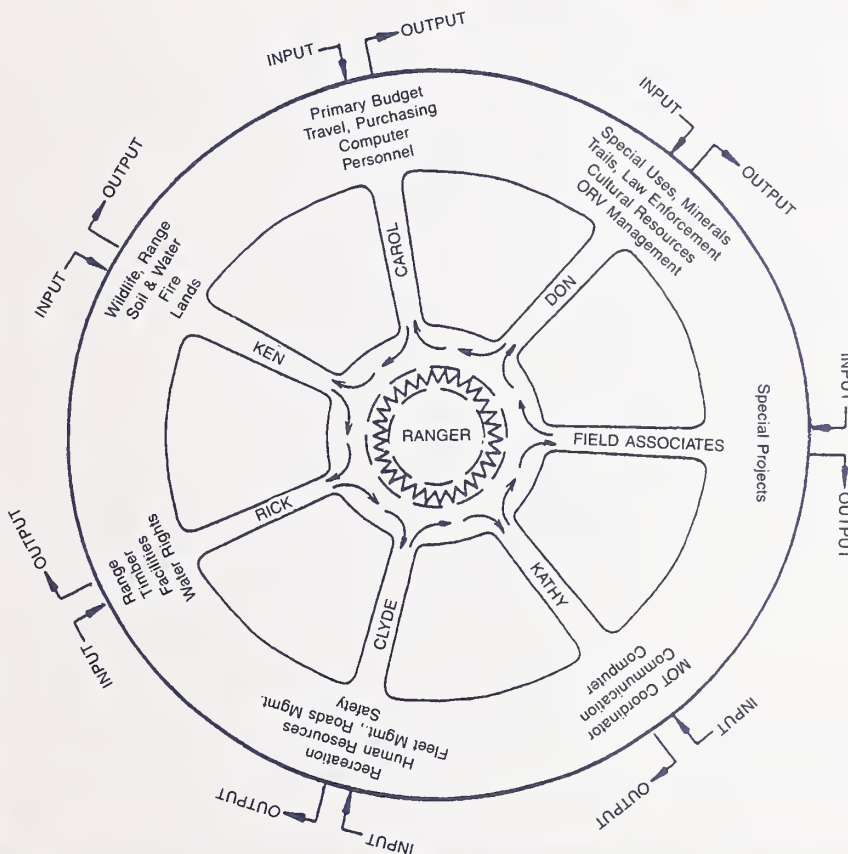 INPUT
OUTPUT
Primary Budget
Travel, Purchasing
Computer
Personnel
CAROL
INPUT
OUTPUT
Special Uses, Minerals
Trails, Law Enforcement
Cultural Resources
ORV Management
DON
INPUT
OUTPUT
Special Projects
FIELD ASSOCIATES
INPUT
OUTPUT
MOT Coordinator
Communication
Computer
KATHY
INPUT
OUTPUT
Recreation
Human Resources
Fleet Mgmt., Roads Mgmt.
Safety
CLYDE
INPUT
OUTPUT
Range
Timber
Facilities
Water Rights
RICK
INPUT
OUTPUT
Wildlife, Range
Soil & Water
Fire
Lands
KEN
RANGER